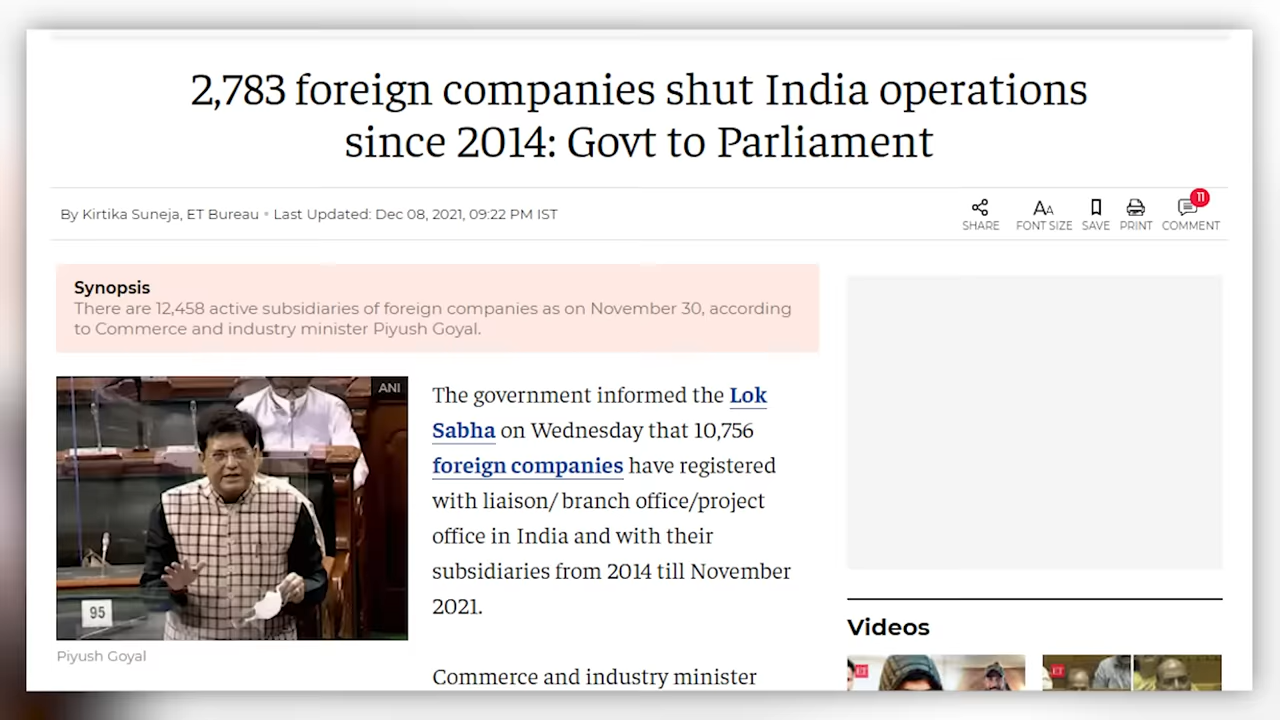 2,783 foreign companies shut India operations
since 2014: Govt to Parliament
By Kirtika Suneja, ET Bureau • Last Updated: Dec 08, 2021, 09:22 PM IST
SHARE
AA
FONT SIZE
SAVE
PRINT
11
COMMENT
Synopsis
There are 12,458 active subsidiaries of foreign companies as on November 30, according
to Commerce and industry minister Piyush Goyal.
ANI
95
Piyush Goyal
The government informed the Lok
Sabha on Wednesday that 10,756
foreign companies have registered
with liaison/ branch office/project
office in India and with their
subsidiaries from 2014 till November
2021.
Commerce and industry minister
Videos
ET
ET